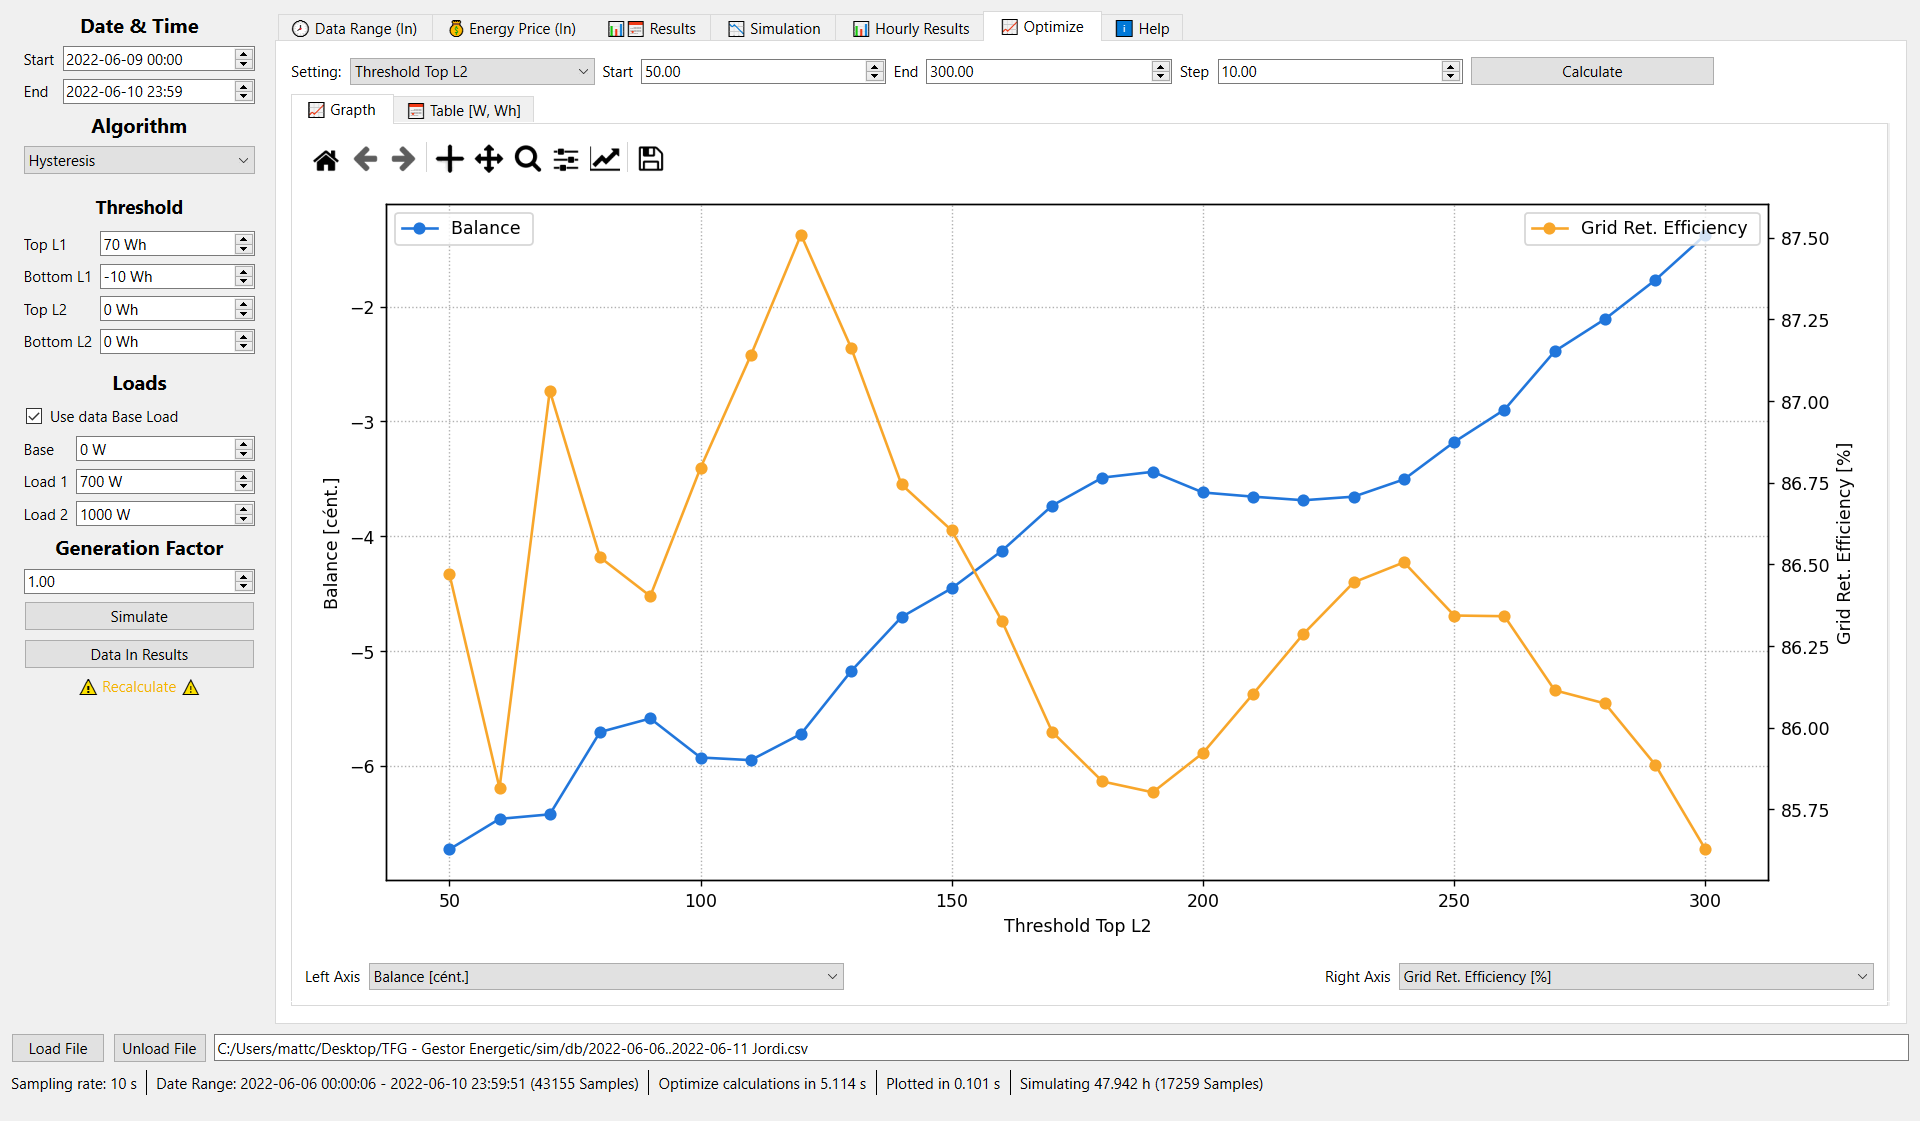 Date & Time
Start 2022-06-09 00:00
End 2022-06-10 23:59
Algorithm
Hysteresis
Threshold
Top L1 70 Wh
Bottom L1 -10 Wh
Top L2 0 Wh
Bottom L2 0 Wh
Loads
Use data Base Load
Base 0 W
Load 1 700 W
Load 2 1000 W
Generation Factor
1.00
Simulate
Data In Results
Recalculate
Data Range (In) Energy Price (In) Results Simulation Hourly Results Optimize Help
Setting: Threshold Top L2 Start 50.00 End 300.00 Step 10.00 Calculate
Grapth Table [W, Wh]
Balance
Grid Ret. Efficiency
Balance [cént.]
−2
−3
−4
−5
−6
87.50
87.25
87.00
86.75
86.50
86.25
86.00
85.75
Grid Ret. Efficiency [%]
50 100 150 200 250 300
Threshold Top L2
Left Axis Balance [cént.] Right Axis Grid Ret. Efficiency [%]
Load File Unload File C:/Users/mattc/Desktop/TFG - Gestor Energetic/sim/db/2022-06-06..2022-06-11 Jordi.csv
Sampling rate: 10 s Date Range: 2022-06-06 00:00:06 - 2022-06-10 23:59:51 (43155 Samples) Optimize calculations in 5.114 s Plotted in 0.101 s Simulating 47.942 h (17259 Samples)